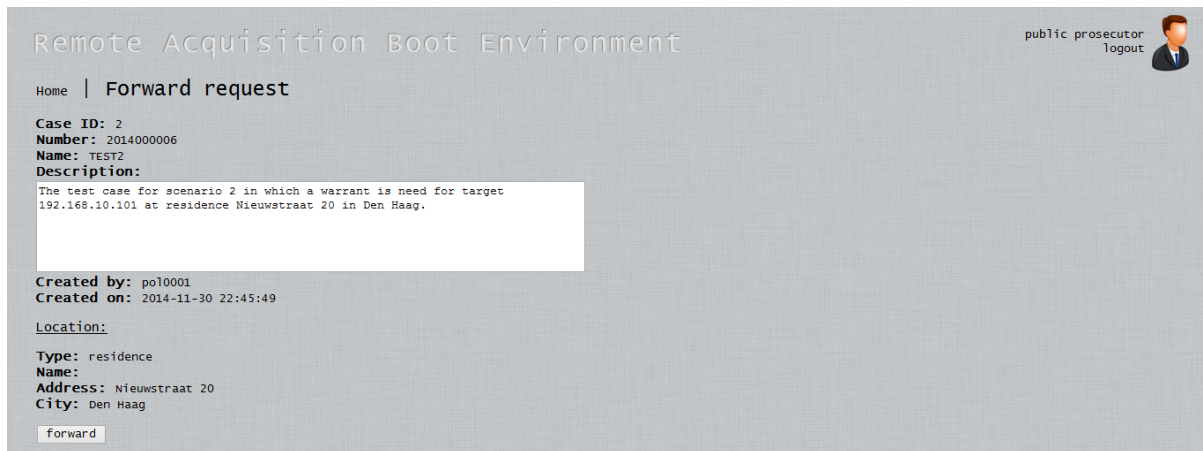 Remote Acquisition Boot Environment
public prosecutor
logout
Home | Forward request
Case ID: 2
Number: 2014000006
Name: TEST2
Description:
The test case for scenario 2 in which a warrant is need for target
192.168.10.101 at residence Nieuwstraat 20 in Den Haag.
Created by: pol0001
Created on: 2014-11-30 22:45:49
Location:
Type: residence
Name:
Address: Nieuwstraat 20
City: Den Haag
forward